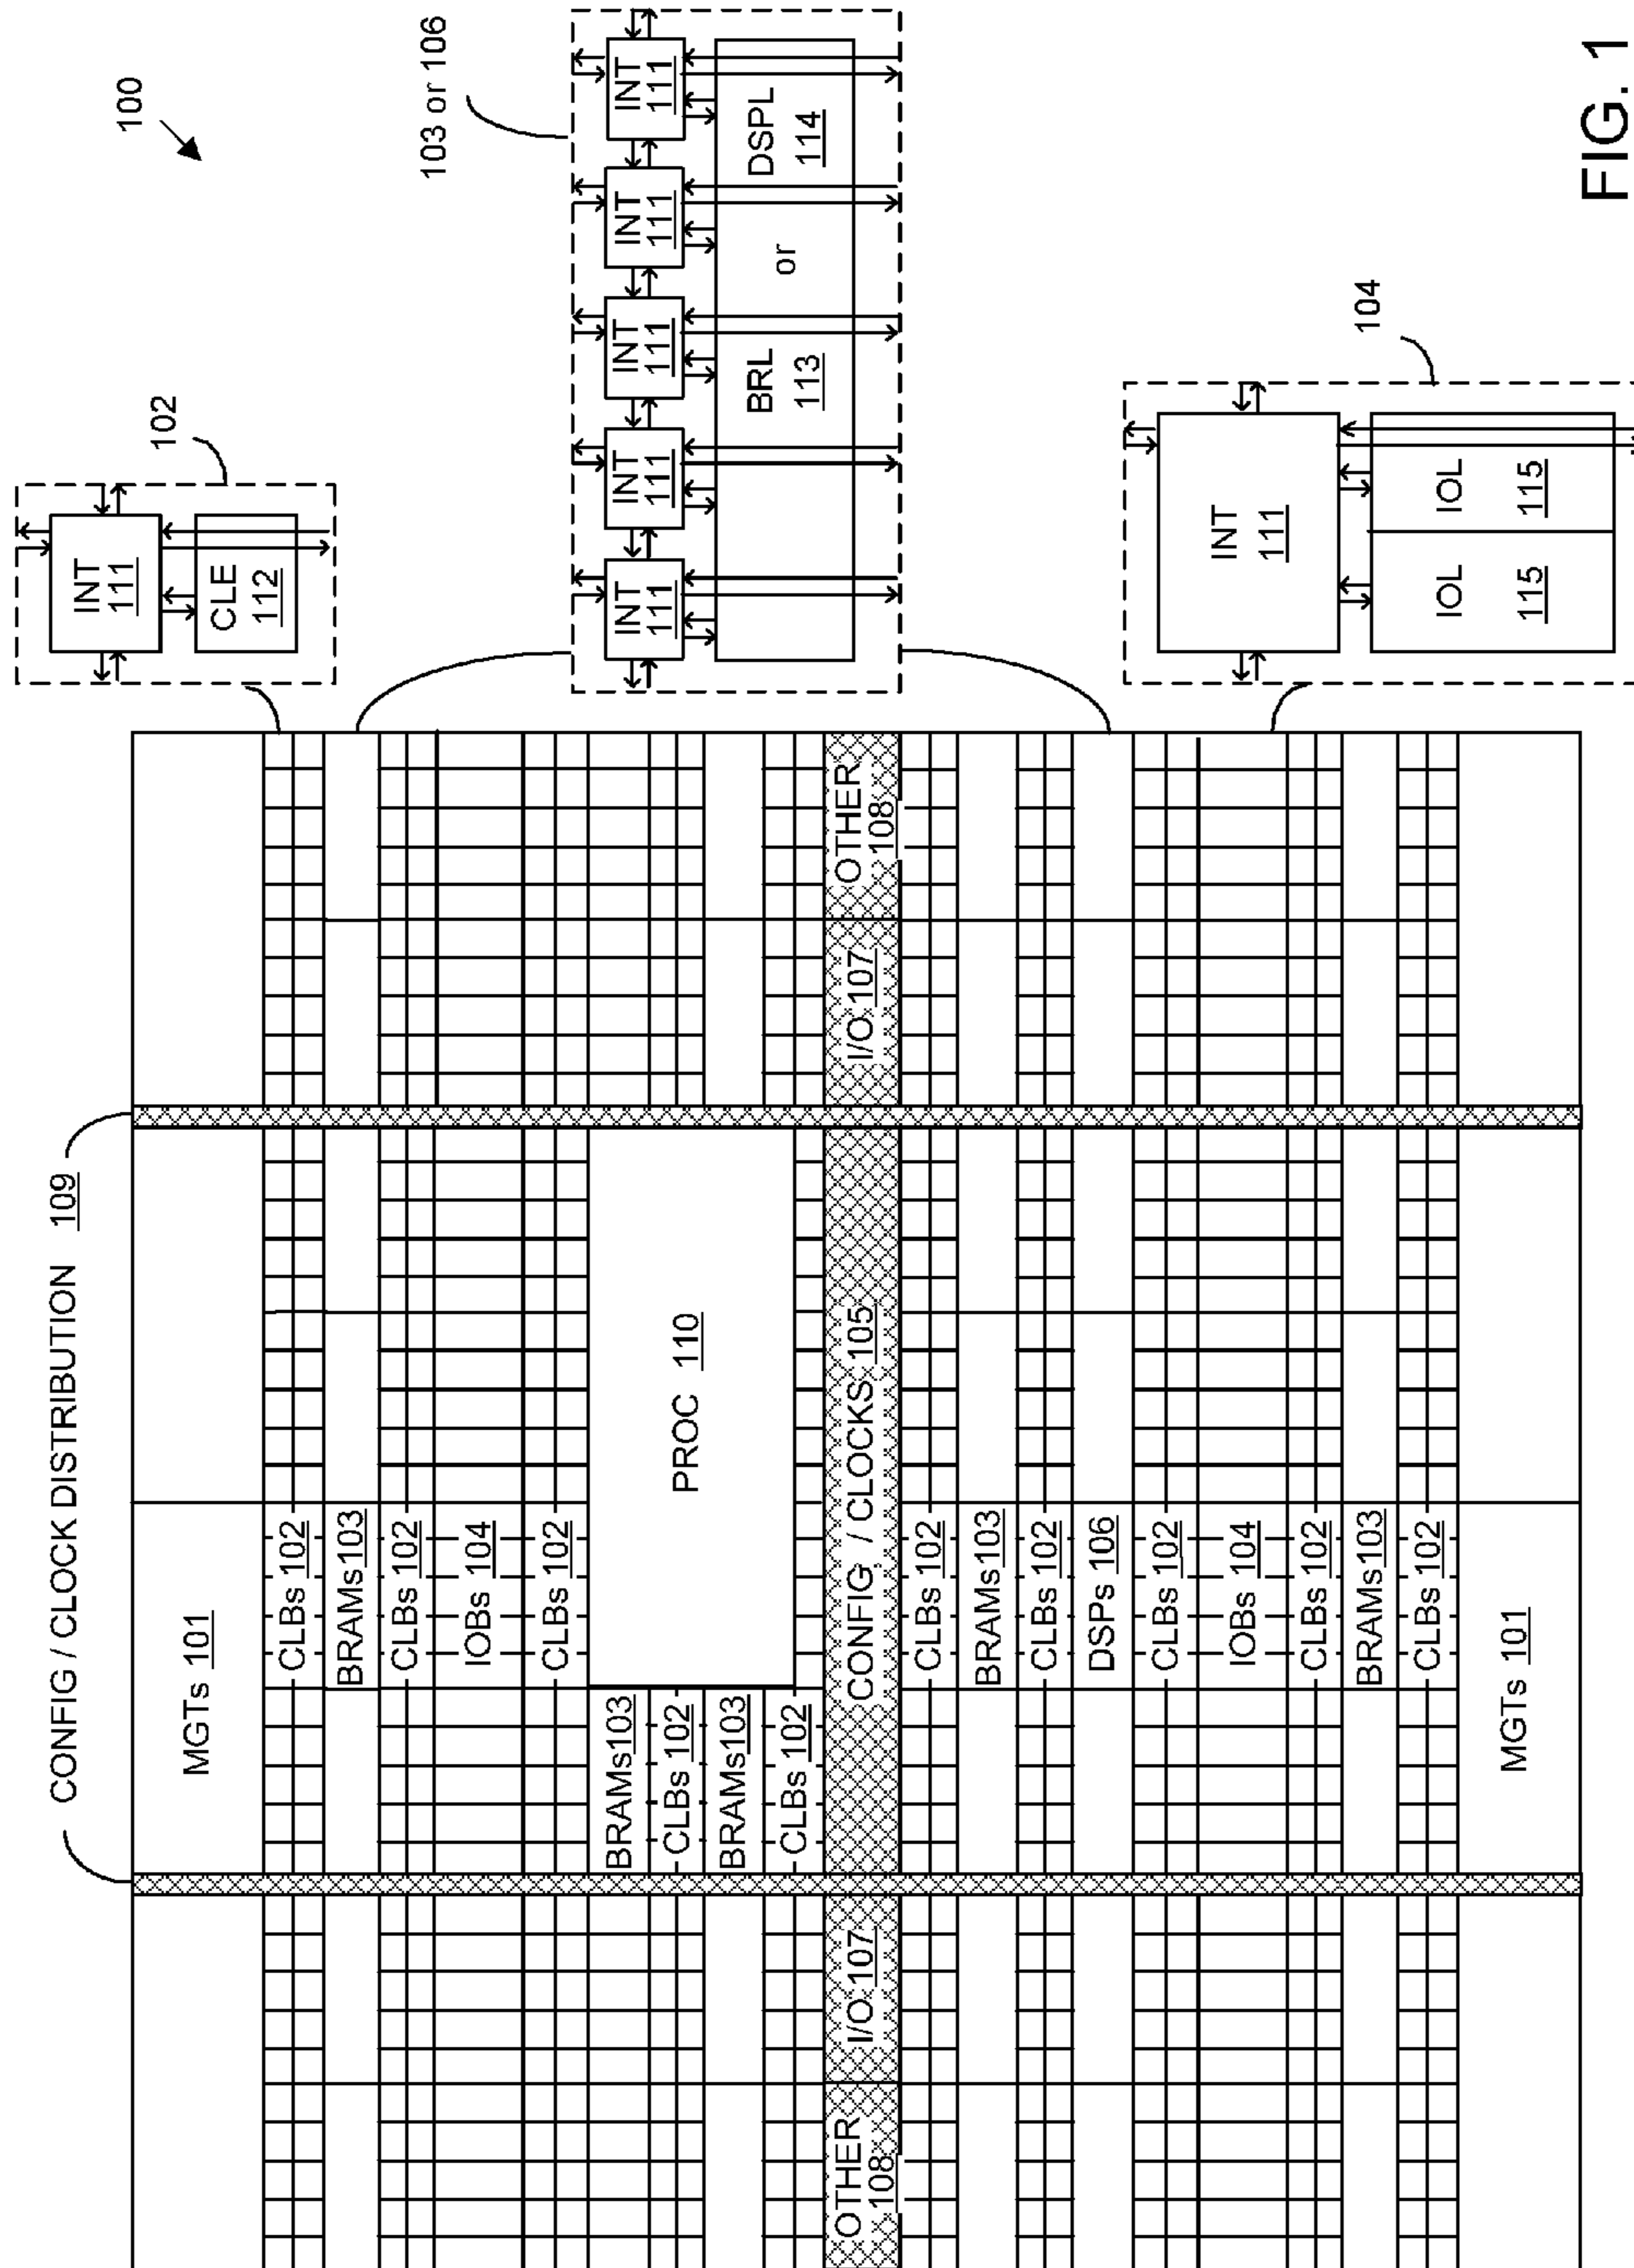 CONFIG / CLOCK DISTRIBUTION 109
100
MGTs 101
CLBs 102
BRAMs103
CLBs 102
IOBs 104
CLBs 102
BRAMs103
CLBs 102
BRAMs103
CLBs 102
PROC 110
OTHER
108
I/O 107
CONFIG / CLOCKS 105
I/O 107
OTHER
108
CLBs 102
BRAMs103
CLBs 102
DSPs 106
CLBs 102
IOBs 104
CLBs 102
BRAMs103
CLBs 102
MGTs 101
102
INT
111
CLE
112
103 or 106
INT
111
INT
111
INT
111
INT
111
INT
111
BRL
113
or
DSPL
114
104
INT
111
IOL
115
IOL
115
FIG. 1